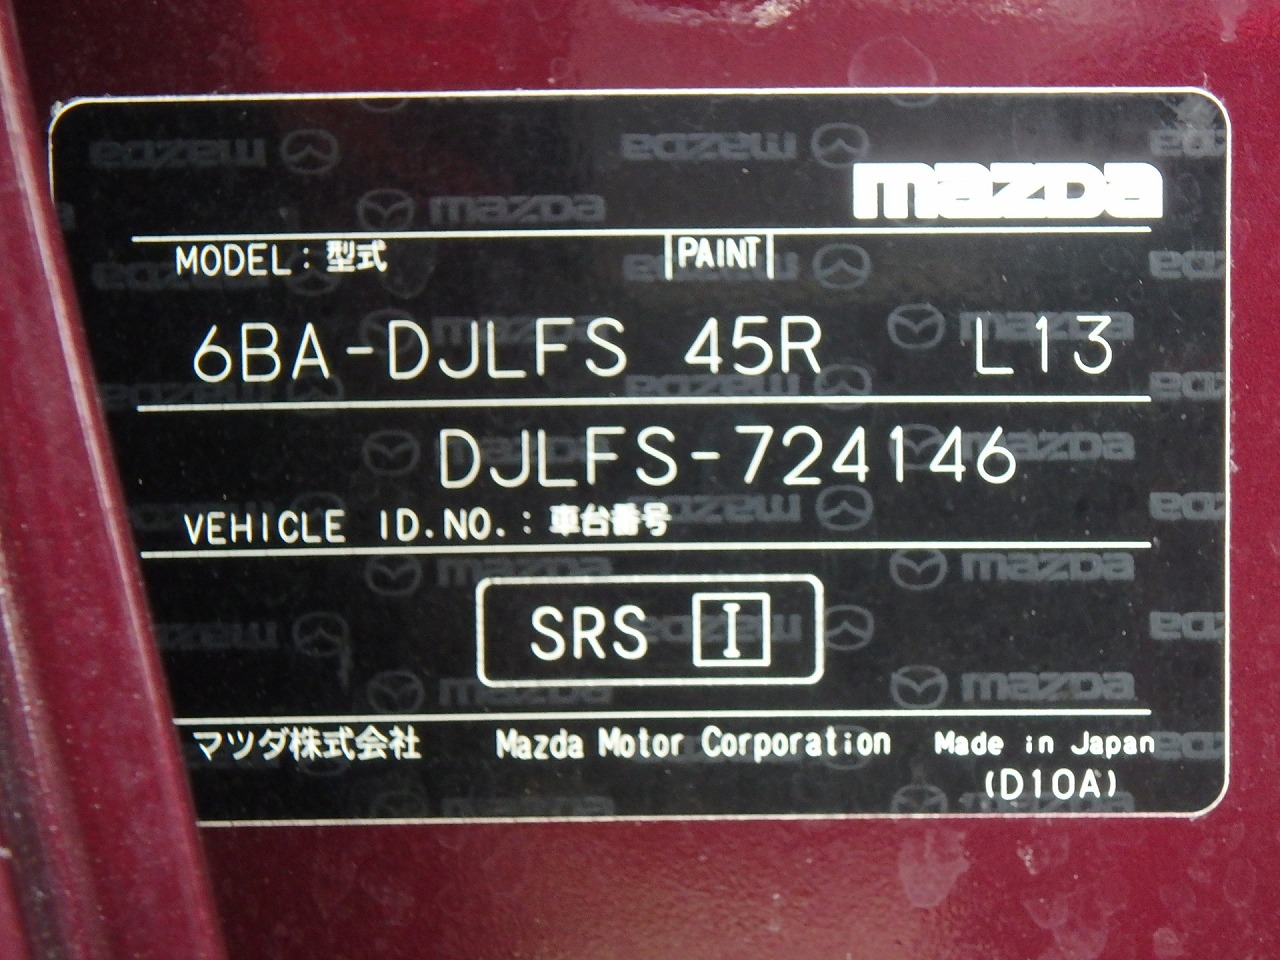 mazda
MODEL: 型式 PAINT
6BA-DJLFS 45R L13
DJLFS-724146
VEHICLE ID.NO.: 車台番号
SRS I
マツダ株式会社 Mazda Motor Corporation Made in Japan
(D10A)